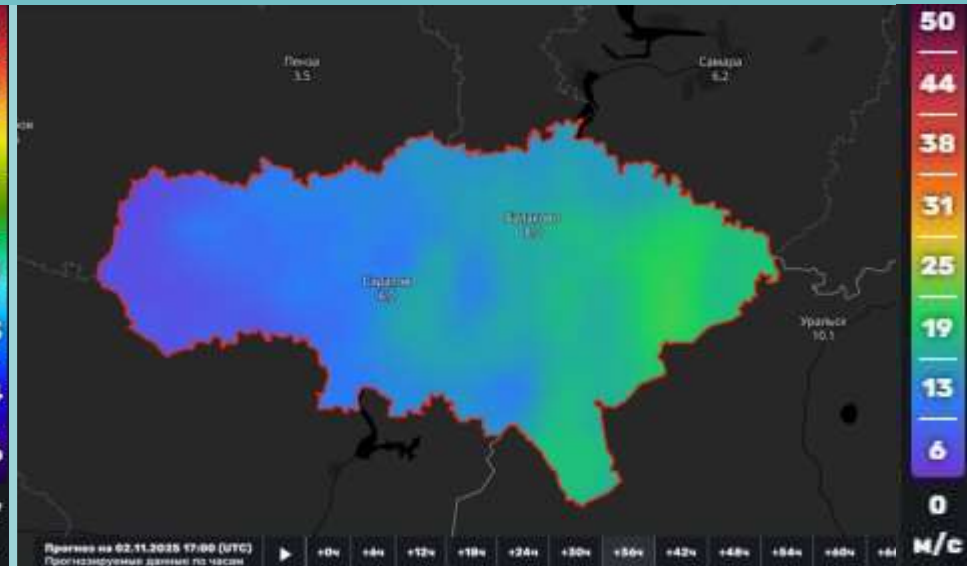 Пенза
3.5
Самара
6.2
Балаково
Саратов
Уральск
10.1
50
44
38
31
25
19
13
6
0
м/с
Прогноз на 02.11.2025 17:00 (UTC)
Прогнозируемые данные по часам
+0ч +6ч +12ч +18ч +24ч +30ч +36ч +42ч +48ч +54ч +60ч